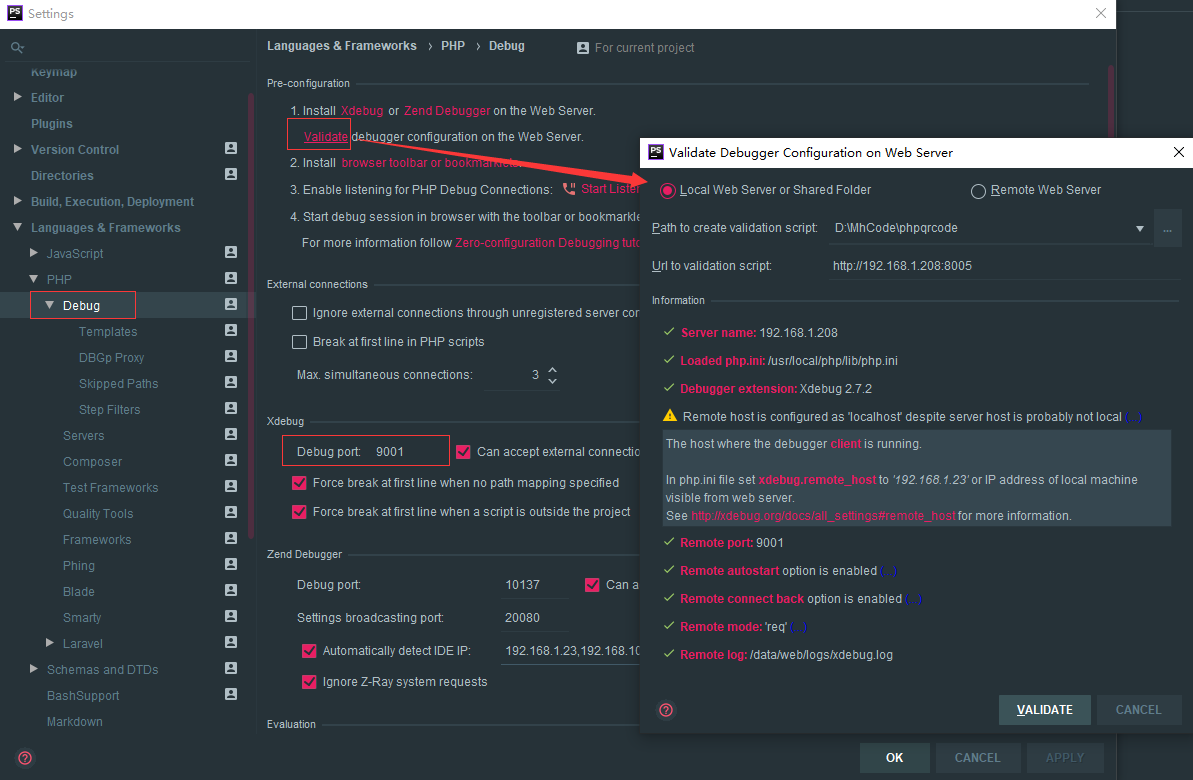 PS Settings
Languages & Frameworks › PHP › Debug For current project
Keymap
Editor
Plugins
Version Control
Directories
Build, Execution, Deployment
Languages & Frameworks
JavaScript
PHP
Debug
Templates
DBGp Proxy
Skipped Paths
Step Filters
Servers
Composer
Test Frameworks
Quality Tools
Frameworks
Phing
Blade
Smarty
Laravel
Schemas and DTDs
BashSupport
Markdown
Pre-configuration
1. Install Xdebug or Zend Debugger on the Web Server.
Validate debugger configuration on the Web Server.
2. Install browser toolbar or bookmarklets.
3. Enable listening for PHP Debug Connections: Start Liste
4. Start debug session in browser with the toolbar or bookmarkle
For more information follow Zero-configuration Debugging tuto
External connections
Ignore external connections through unregistered server con
Break at first line in PHP scripts
Max. simultaneous connections: 3
Xdebug
Debug port: 9001 Can accept external connectio
Force break at first line when no path mapping specified
Force break at first line when a script is outside the project
Zend Debugger
Debug port: 10137 Can a
Settings broadcasting port: 20080
Automatically detect IDE IP: 192.168.1.23,192.168.10
Ignore Z-Ray system requests
Evaluation
OK CANCEL APPLY
PS Validate Debugger Configuration on Web Server
Local Web Server or Shared Folder Remote Web Server
Path to create validation script: D:\MhCode\phpqrcode ...
Url to validation script: http://192.168.1.208:8005
Information
Server name: 192.168.1.208
Loaded php.ini: /usr/local/php/lib/php.ini
Debugger extension: Xdebug 2.7.2
Remote host is configured as 'localhost' despite server host is probably not local (...)
The host where the debugger client is running.
In php.ini file set xdebug.remote_host to '192.168.1.23' or IP address of local machine
visible from web server.
See http://xdebug.org/docs/all_settings#remote_host for more information.
Remote port: 9001
Remote autostart option is enabled (...)
Remote connect back option is enabled (...)
Remote mode: 'req' (...)
Remote log: /data/web/logs/xdebug.log
VALIDATE CANCEL